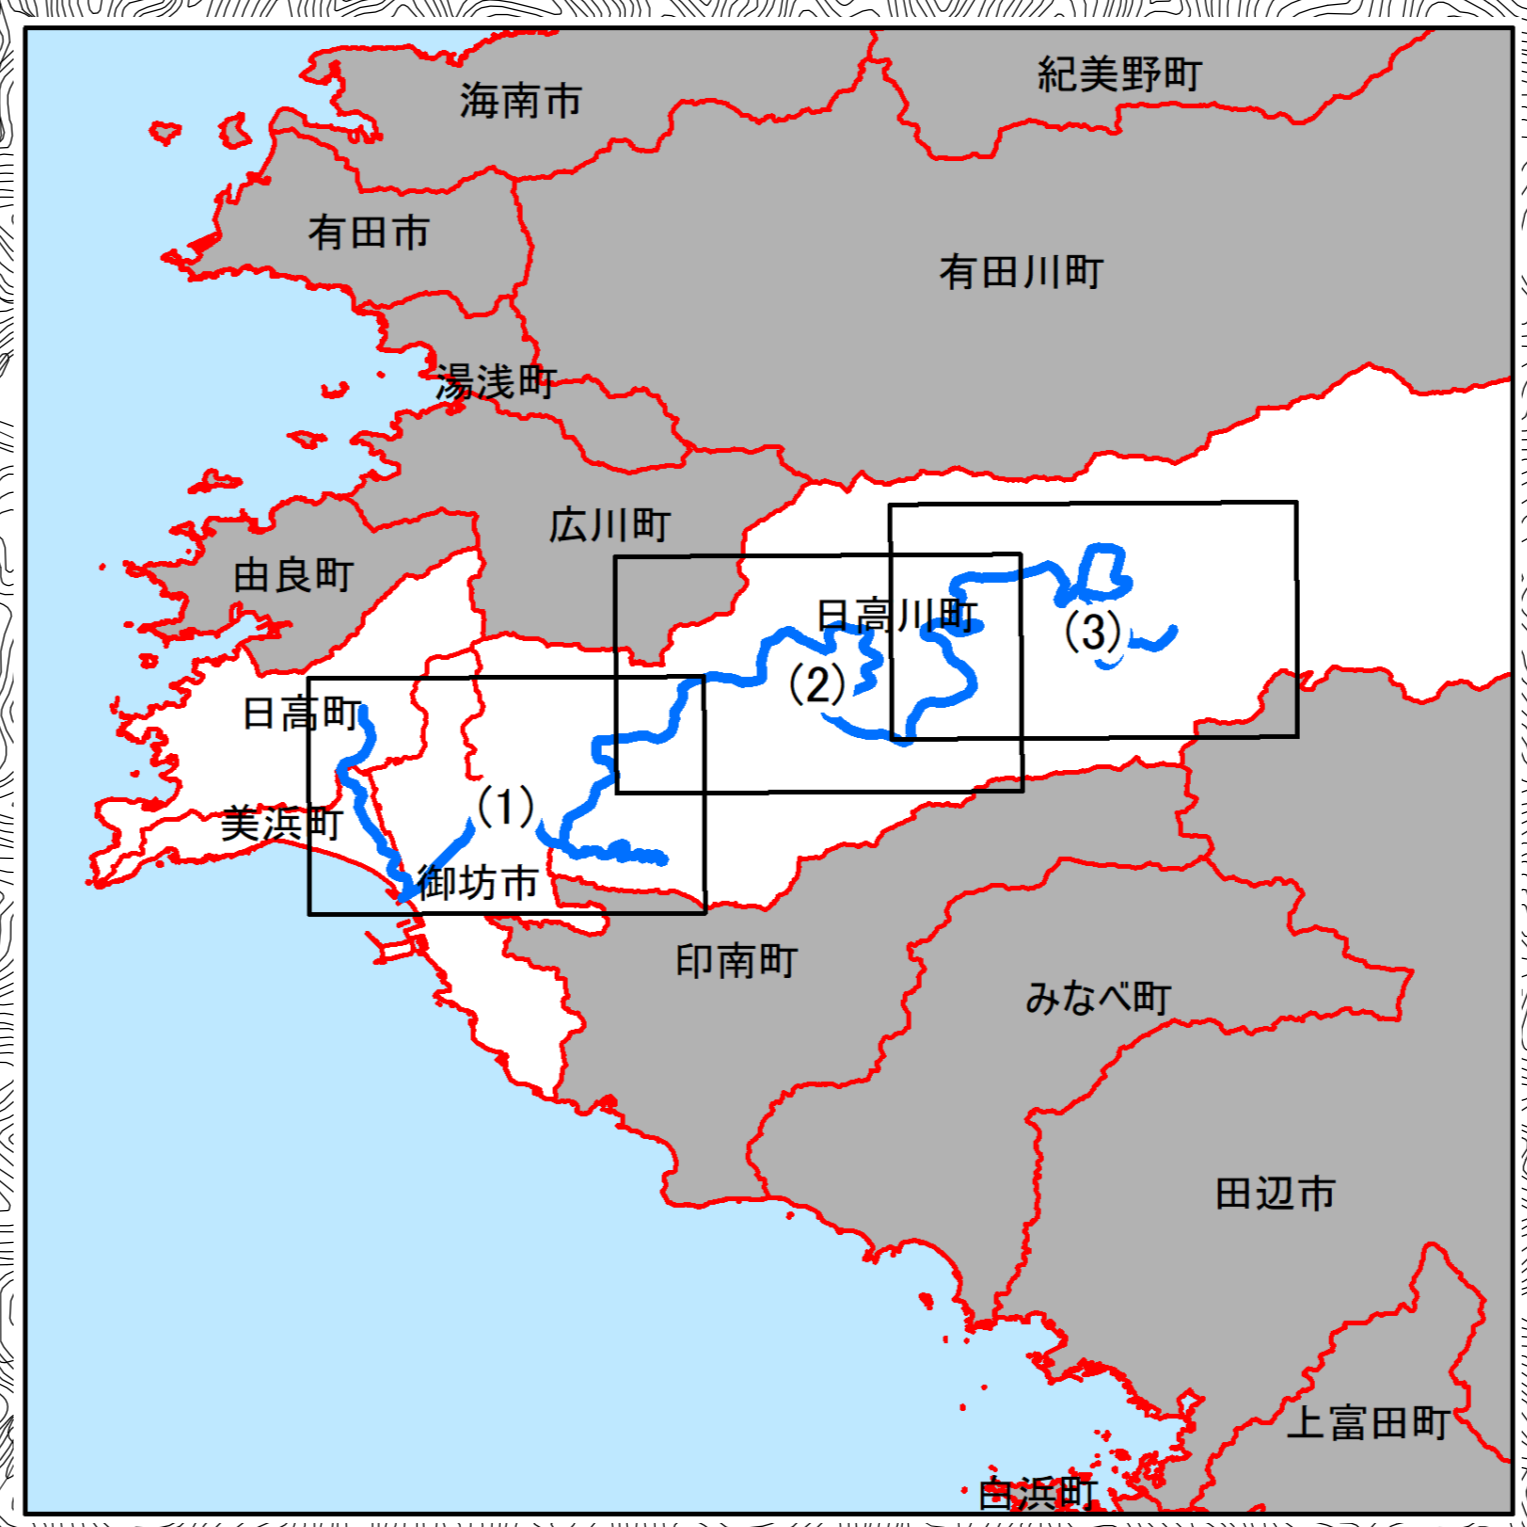 紀美野町
海南市
有田市
有田川町
湯浅町
広川町
由良町
日高川町
(3)
(2)
日高町
(1)
美浜町
御坊市
印南町
みなべ町
田辺市
上富田町
白浜町